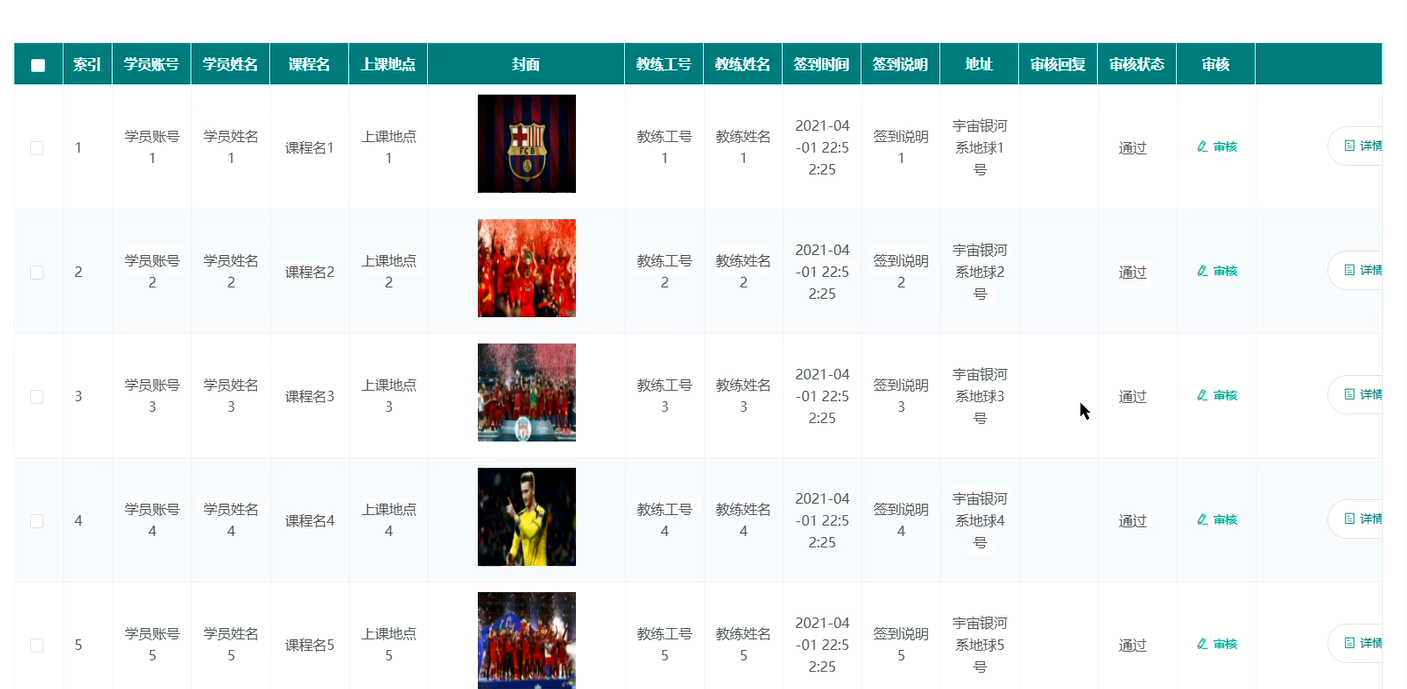 索引 学员账号 学员姓名 课程名 上课地点 封面 教练工号 教练姓名 签到时间 签到说明 地址 审核回复 审核状态 审核
1 学员账号1 学员姓名1 课程名1 上课地点1 FCB 教练工号1 教练姓名1 2021-04-01 22:52:25 签到说明1 宇宙银河系地球1号 通过 审核 详情
2 学员账号2 学员姓名2 课程名2 上课地点2 教练工号2 教练姓名2 2021-04-01 22:52:25 签到说明2 宇宙银河系地球2号 通过 审核 详情
3 学员账号3 学员姓名3 课程名3 上课地点3 教练工号3 教练姓名3 2021-04-01 22:52:25 签到说明3 宇宙银河系地球3号 通过 审核 详情
4 学员账号4 学员姓名4 课程名4 上课地点4 教练工号4 教练姓名4 2021-04-01 22:52:25 签到说明4 宇宙银河系地球4号 通过 审核 详情
5 学员账号5 学员姓名5 课程名5 上课地点5 教练工号5 教练姓名5 2021-04-01 22:52:25 签到说明5 宇宙银河系地球5号 通过 审核 详情